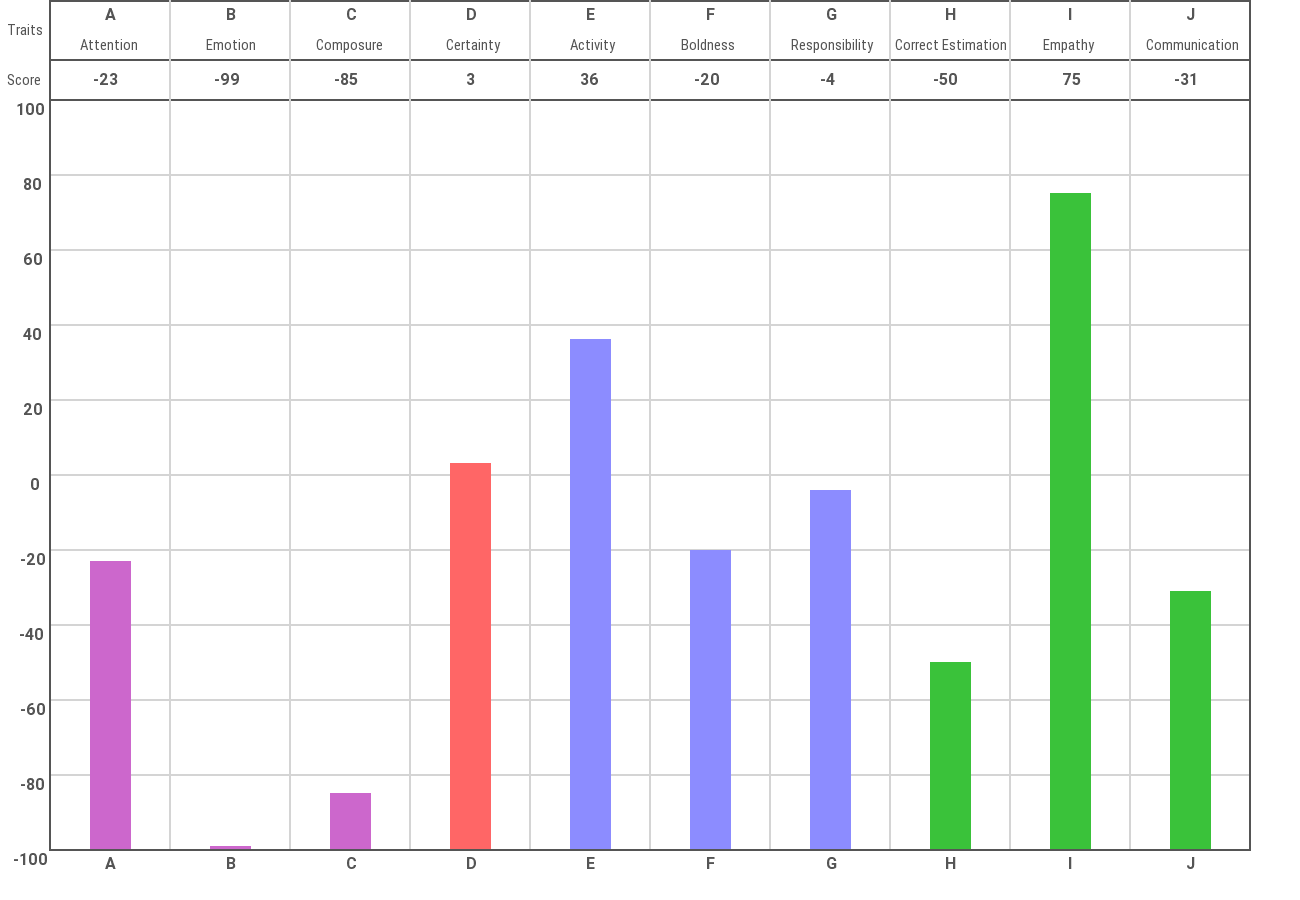 Traits A B C D E F G H I J
Attention Emotion Composure Certainty Activity Boldness Responsibility Correct Estimation Empathy Communication
Score -23 -99 -85 3 36 -20 -4 -50 75 -31
100
80
60
40
20
0
-20
-40
-60
-80
-100
A B C D E F G H I J